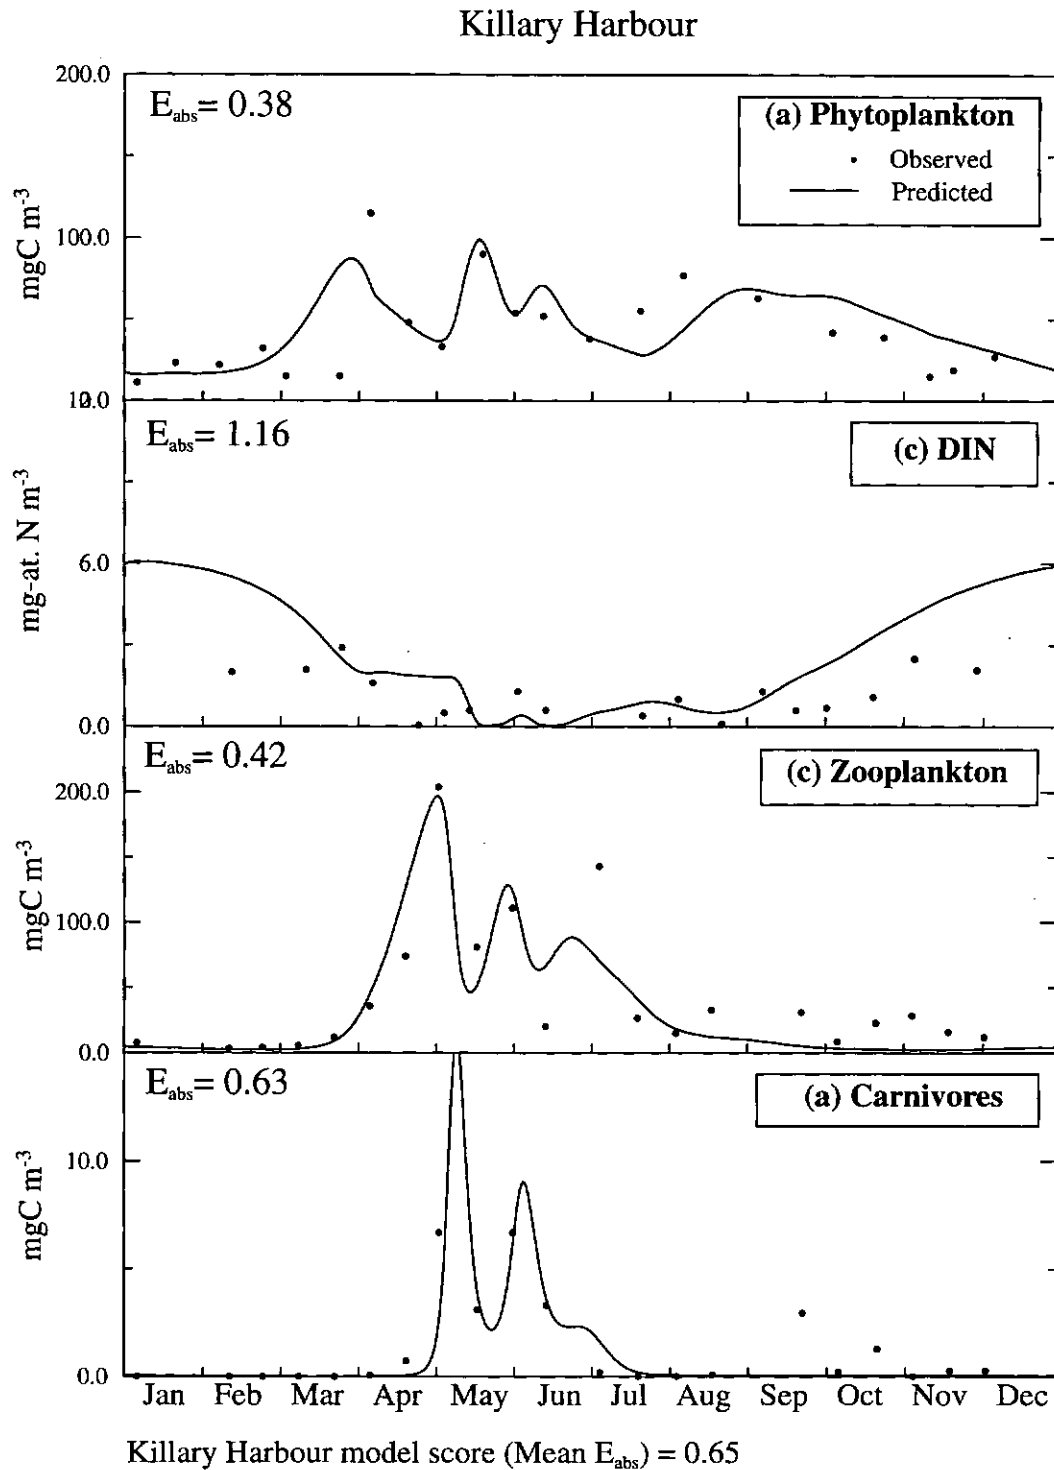 Killary Harbour
200.0
E_abs= 0.38
(a) Phytoplankton
Observed
Predicted
mgC m⁻³
100.0
E_abs= 1.16
(c) DIN
mg-at. N m⁻³
6.0
0.0
E_abs= 0.42
(c) Zooplankton
200.0
mgC m⁻³
100.0
0.0
E_abs= 0.63
(a) Carnivores
10.0
mgC m⁻³
0.0
Jan Feb Mar Apr May Jun Jul Aug Sep Oct Nov Dec
Killary Harbour model score (Mean E_abs) = 0.65